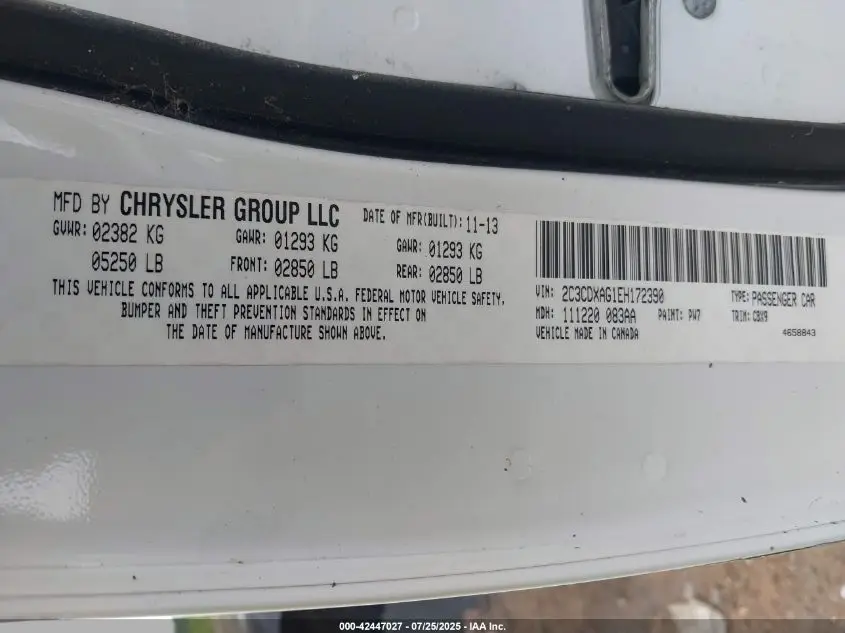 MFD BY CHRYSLER GROUP LLC DATE OF MFR(BUILT): 11-13
GVWR: 02382 KG GAWR: 01293 KG GAWR: 01293 KG
05250 LB FRONT: 02850 LB REAR: 02850 LB
THIS VEHICLE CONFORMS TO ALL APPLICABLE U.S.A. FEDERAL MOTOR VEHICLE SAFETY,
BUMPER AND THEFT PREVENTION STANDARDS IN EFFECT ON
THE DATE OF MANUFACTURE SHOWN ABOVE.
VIN: 2C3CDXAG1EH172390 TYPE: PASSENGER CAR
MDH: 111220 083AA PAINT: PW7 TRIM: CBX9
VEHICLE MADE IN CANADA 4658843
000-42447027 - 07/25/2025 - IAA Inc.